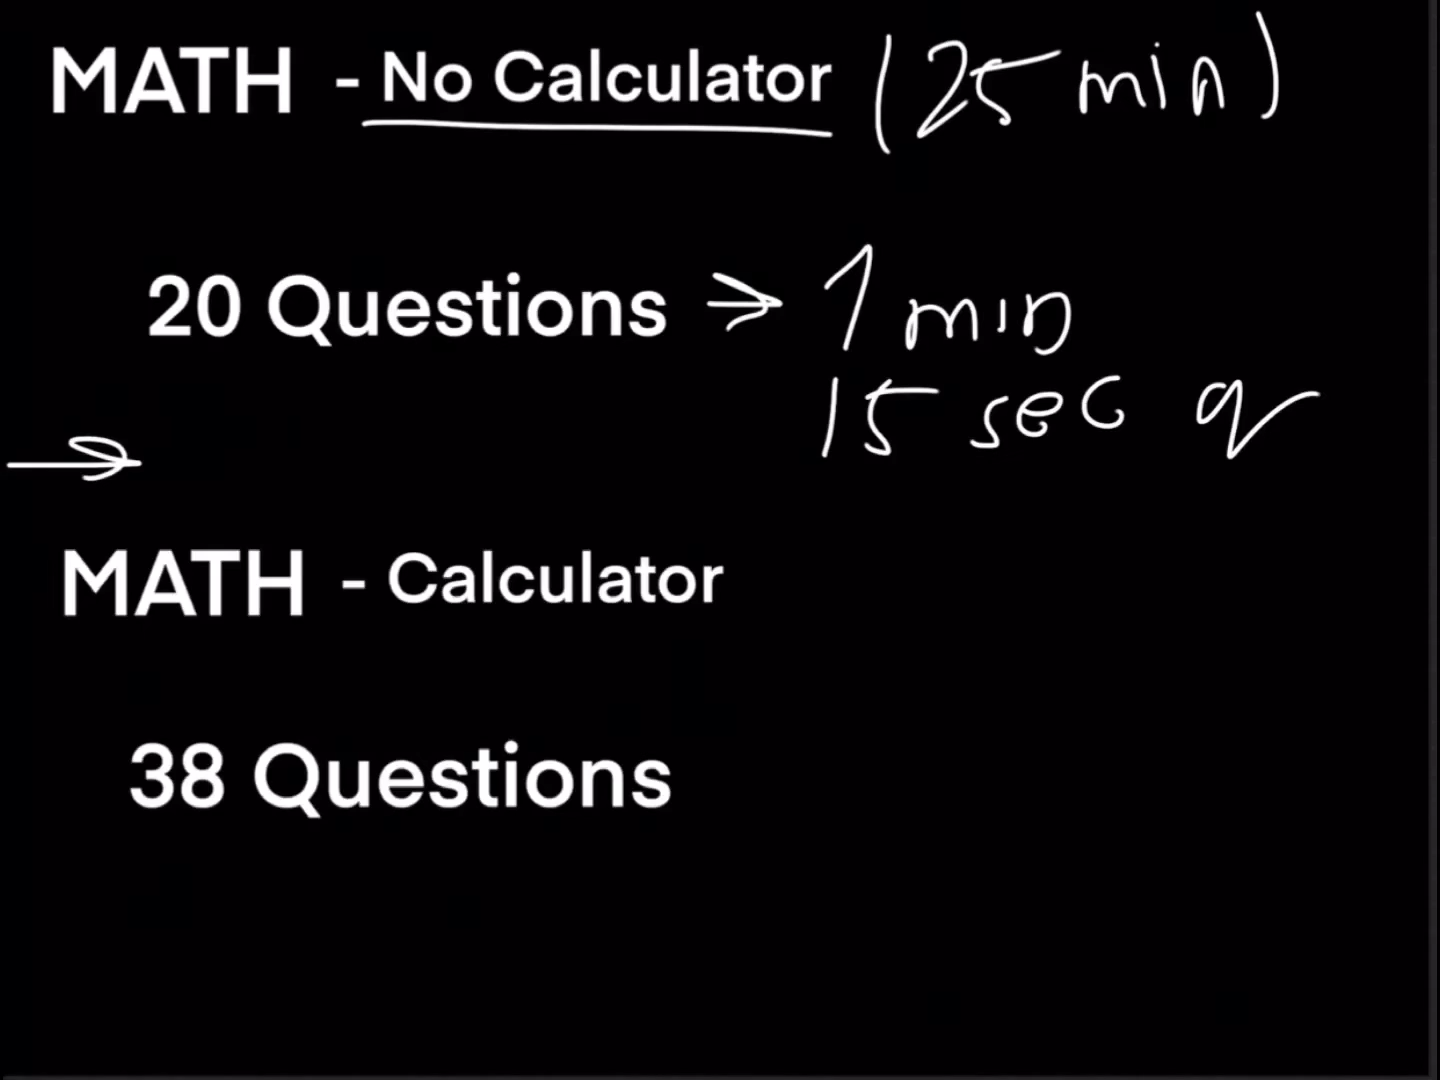 MATH - No Calculator (25 min)
20 Questions → 1 min
15 sec q
→
MATH - Calculator
38 Questions